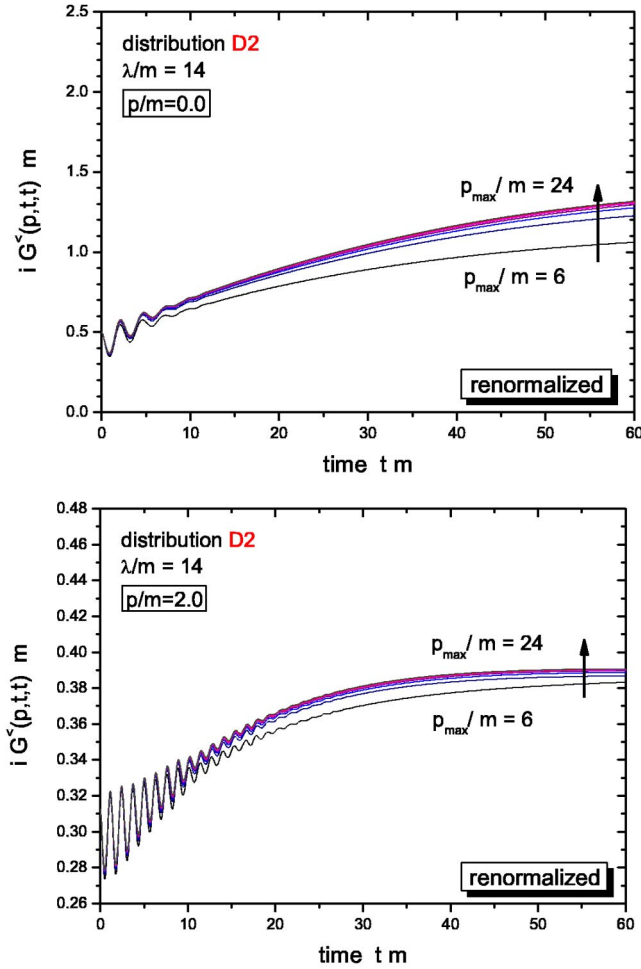 2.5
2.0
1.5
1.0
0.5
0.0
i G^<(p,t,t) m
distribution D2
λ/m = 14
p/m=0.0
p_max/ m = 24
p_max/ m = 6
renormalized
0 10 20 30 40 50 60
time t m
0.48
0.46
0.44
0.42
0.40
0.38
0.36
0.34
0.32
0.30
0.28
0.26
i G^<(p,t,t) m
distribution D2
λ/m = 14
p/m=2.0
p_max/ m = 24
p_max/ m = 6
renormalized
0 10 20 30 40 50 60
time t m